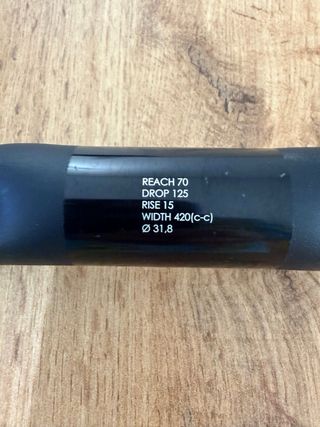 REACH 70
DROP 125
RISE 15
WIDTH 420(c-c)
Ø 31,8